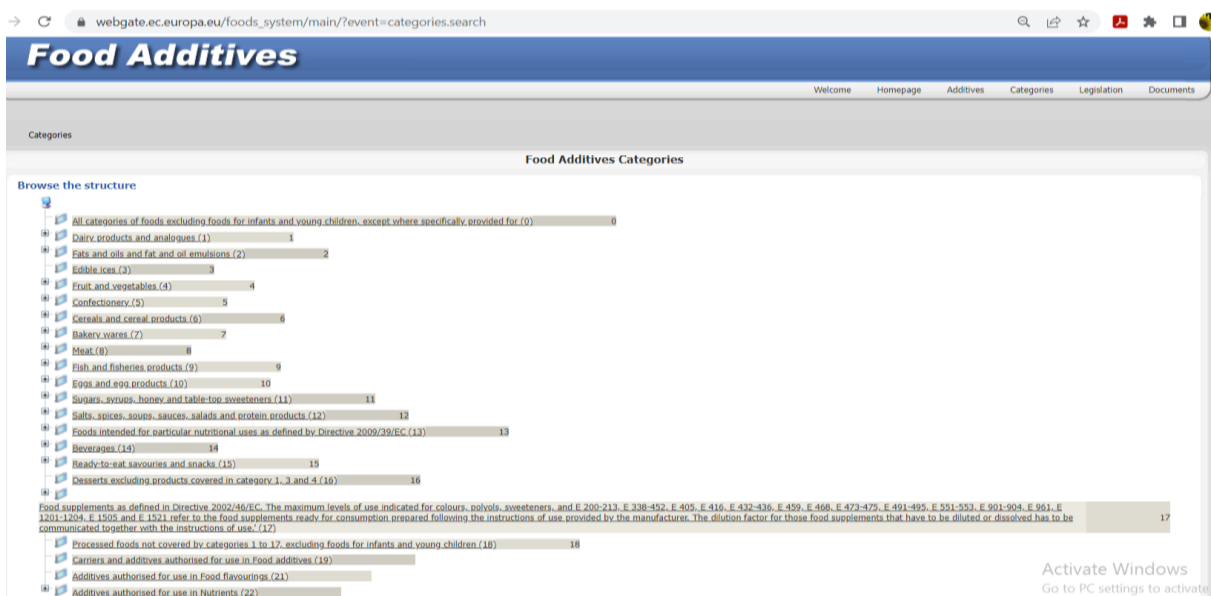 webgate.ec.europa.eu/foods_system/main/?event=categories.search
Food Additives
Welcome Homepage Additives Categories Legislation Documents
Categories
Food Additives Categories
Browse the structure
All categories of foods excluding foods for infants and young children, except where specifically provided for (0) 0
Dairy products and analogues (1) 1
Fats and oils and fat and oil emulsions (2) 2
Edible ices (3) 3
Fruit and vegetables (4) 4
Confectionery (5) 5
Cereals and cereal products (6) 6
Bakery wares (7) 7
Meat (8) 8
Fish and fisheries products (9) 9
Eggs and egg products (10) 10
Sugars, syrups, honey and table-top sweeteners (11) 11
Salts, spices, soups, sauces, salads and protein products (12) 12
Foods intended for particular nutritional uses as defined by Directive 2009/39/EC (13) 13
Beverages (14) 14
Ready-to-eat savouries and snacks (15) 15
Desserts excluding products covered in category 1, 3 and 4 (16) 16
Food supplements as defined in Directive 2002/46/EC. The maximum levels of use indicated for colours, polyols, sweeteners, and E 200-213, E 338-452, E 405, E 416, E 432-436, E 459, E 468, E 473-475, E 491-495, E 551-553, E 901-904, E 961, E
1201-1204, E 1505 and E 1521 refer to the food supplements ready for consumption prepared following the instructions of use provided by the manufacturer. The dilution factor for those food supplements that have to be diluted or dissolved has to be 17
communicated together with the instructions of use.' (17)
Processed foods not covered by categories 1 to 17, excluding foods for infants and young children (18) 18
Carriers and additives authorised for use in Food additives (19)
Additives authorised for use in Food flavourings (21)
Additives authorised for use in Nutrients (22)
Activate Windows
Go to PC settings to activate